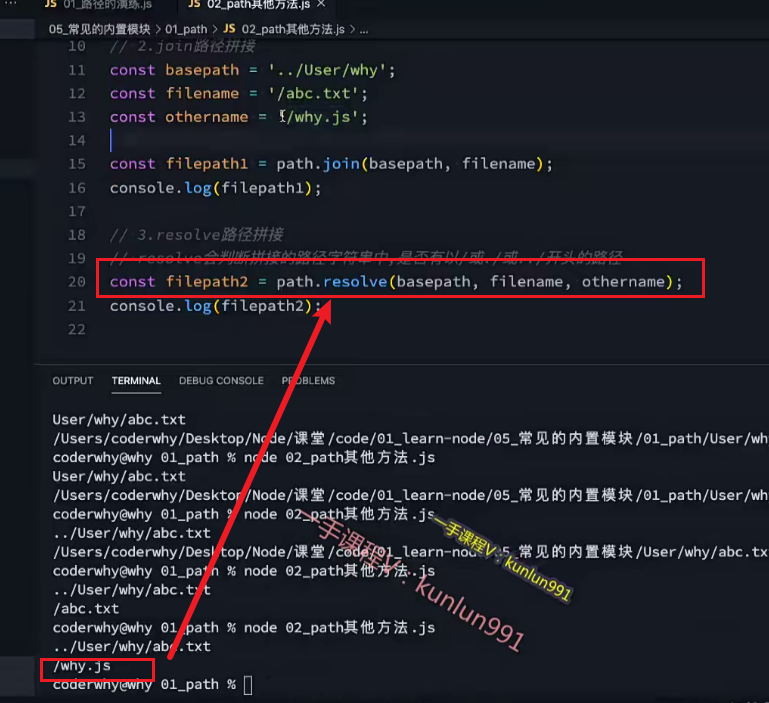 JS 01_路径的演练.js
JS 02_path其他方法.js ×
05_常见的内置模块 > 01_path > JS 02_path其他方法.js > ...
10 // 2.join路径拼接
11 const basepath = '../User/why';
12 const filename = '/abc.txt';
13 const othername = '/why.js';
14
15 const filepath1 = path.join(basepath, filename);
16 console.log(filepath1);
17
18 // 3.resolve路径拼接
19 // resolve会判断拼接的路径字符串中,是否有以/或./或../开头的路径
20 const filepath2 = path.resolve(basepath, filename, othername);
21 console.log(filepath2);
22
OUTPUT TERMINAL DEBUG CONSOLE PROBLEMS
User/why/abc.txt
/Users/coderwhy/Desktop/Node/课堂/code/01_learn-node/05_常见的内置模块/01_path/User/wh
coderwhy@why 01_path % node 02_path其他方法.js
User/why/abc.txt
/Users/coderwhy/Desktop/Node/课堂/code/01_learn-node/05_常见的内置模块/01_path/User/wh
coderwhy@why 01_path % node 02_path其他方法.js
../User/why/abc.txt
/Users/coderwhy/Desktop/Node/课堂/code/01_learn-node/05_常见的内置模块/User/why/abc.tx
coderwhy@why 01_path % node 02_path其他方法.js
../User/why/abc.txt
/abc.txt
coderwhy@why 01_path % node 02_path其他方法.js
../User/why/abc.txt
/why.js
coderwhy@why 01_path %
一手课程V：kunlun991
一手课程V：kunlun991